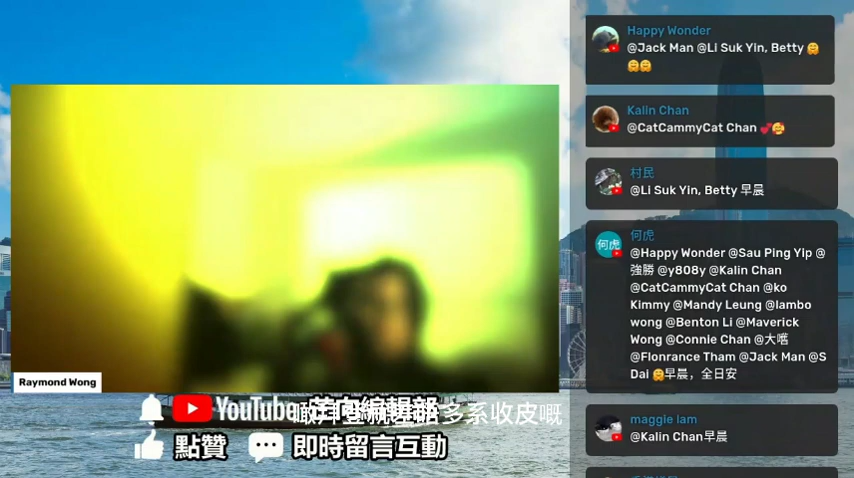 Raymond Wong
YouTube
多系收皮嘅
點贊
即時留言互動
Happy Wonder
@Jack Man @Li Suk Yin, Betty
Kalin Chan
@CatCammyCat Chan
村民
@Li Suk Yin, Betty 早晨
何虎
何虎
@Happy Wonder @Sau Ping Yip @
強勝 @y808y @Kalin Chan
@CatCammyCat Chan @ko
Kimmy @Mandy Leung @lambo
wong @Benton Li @Maverick
Wong @Connie Chan @大
@Flonrance Tham @Jack Man @S
Dai 早晨，全日安
maggie lam
@Kalin Chan早晨